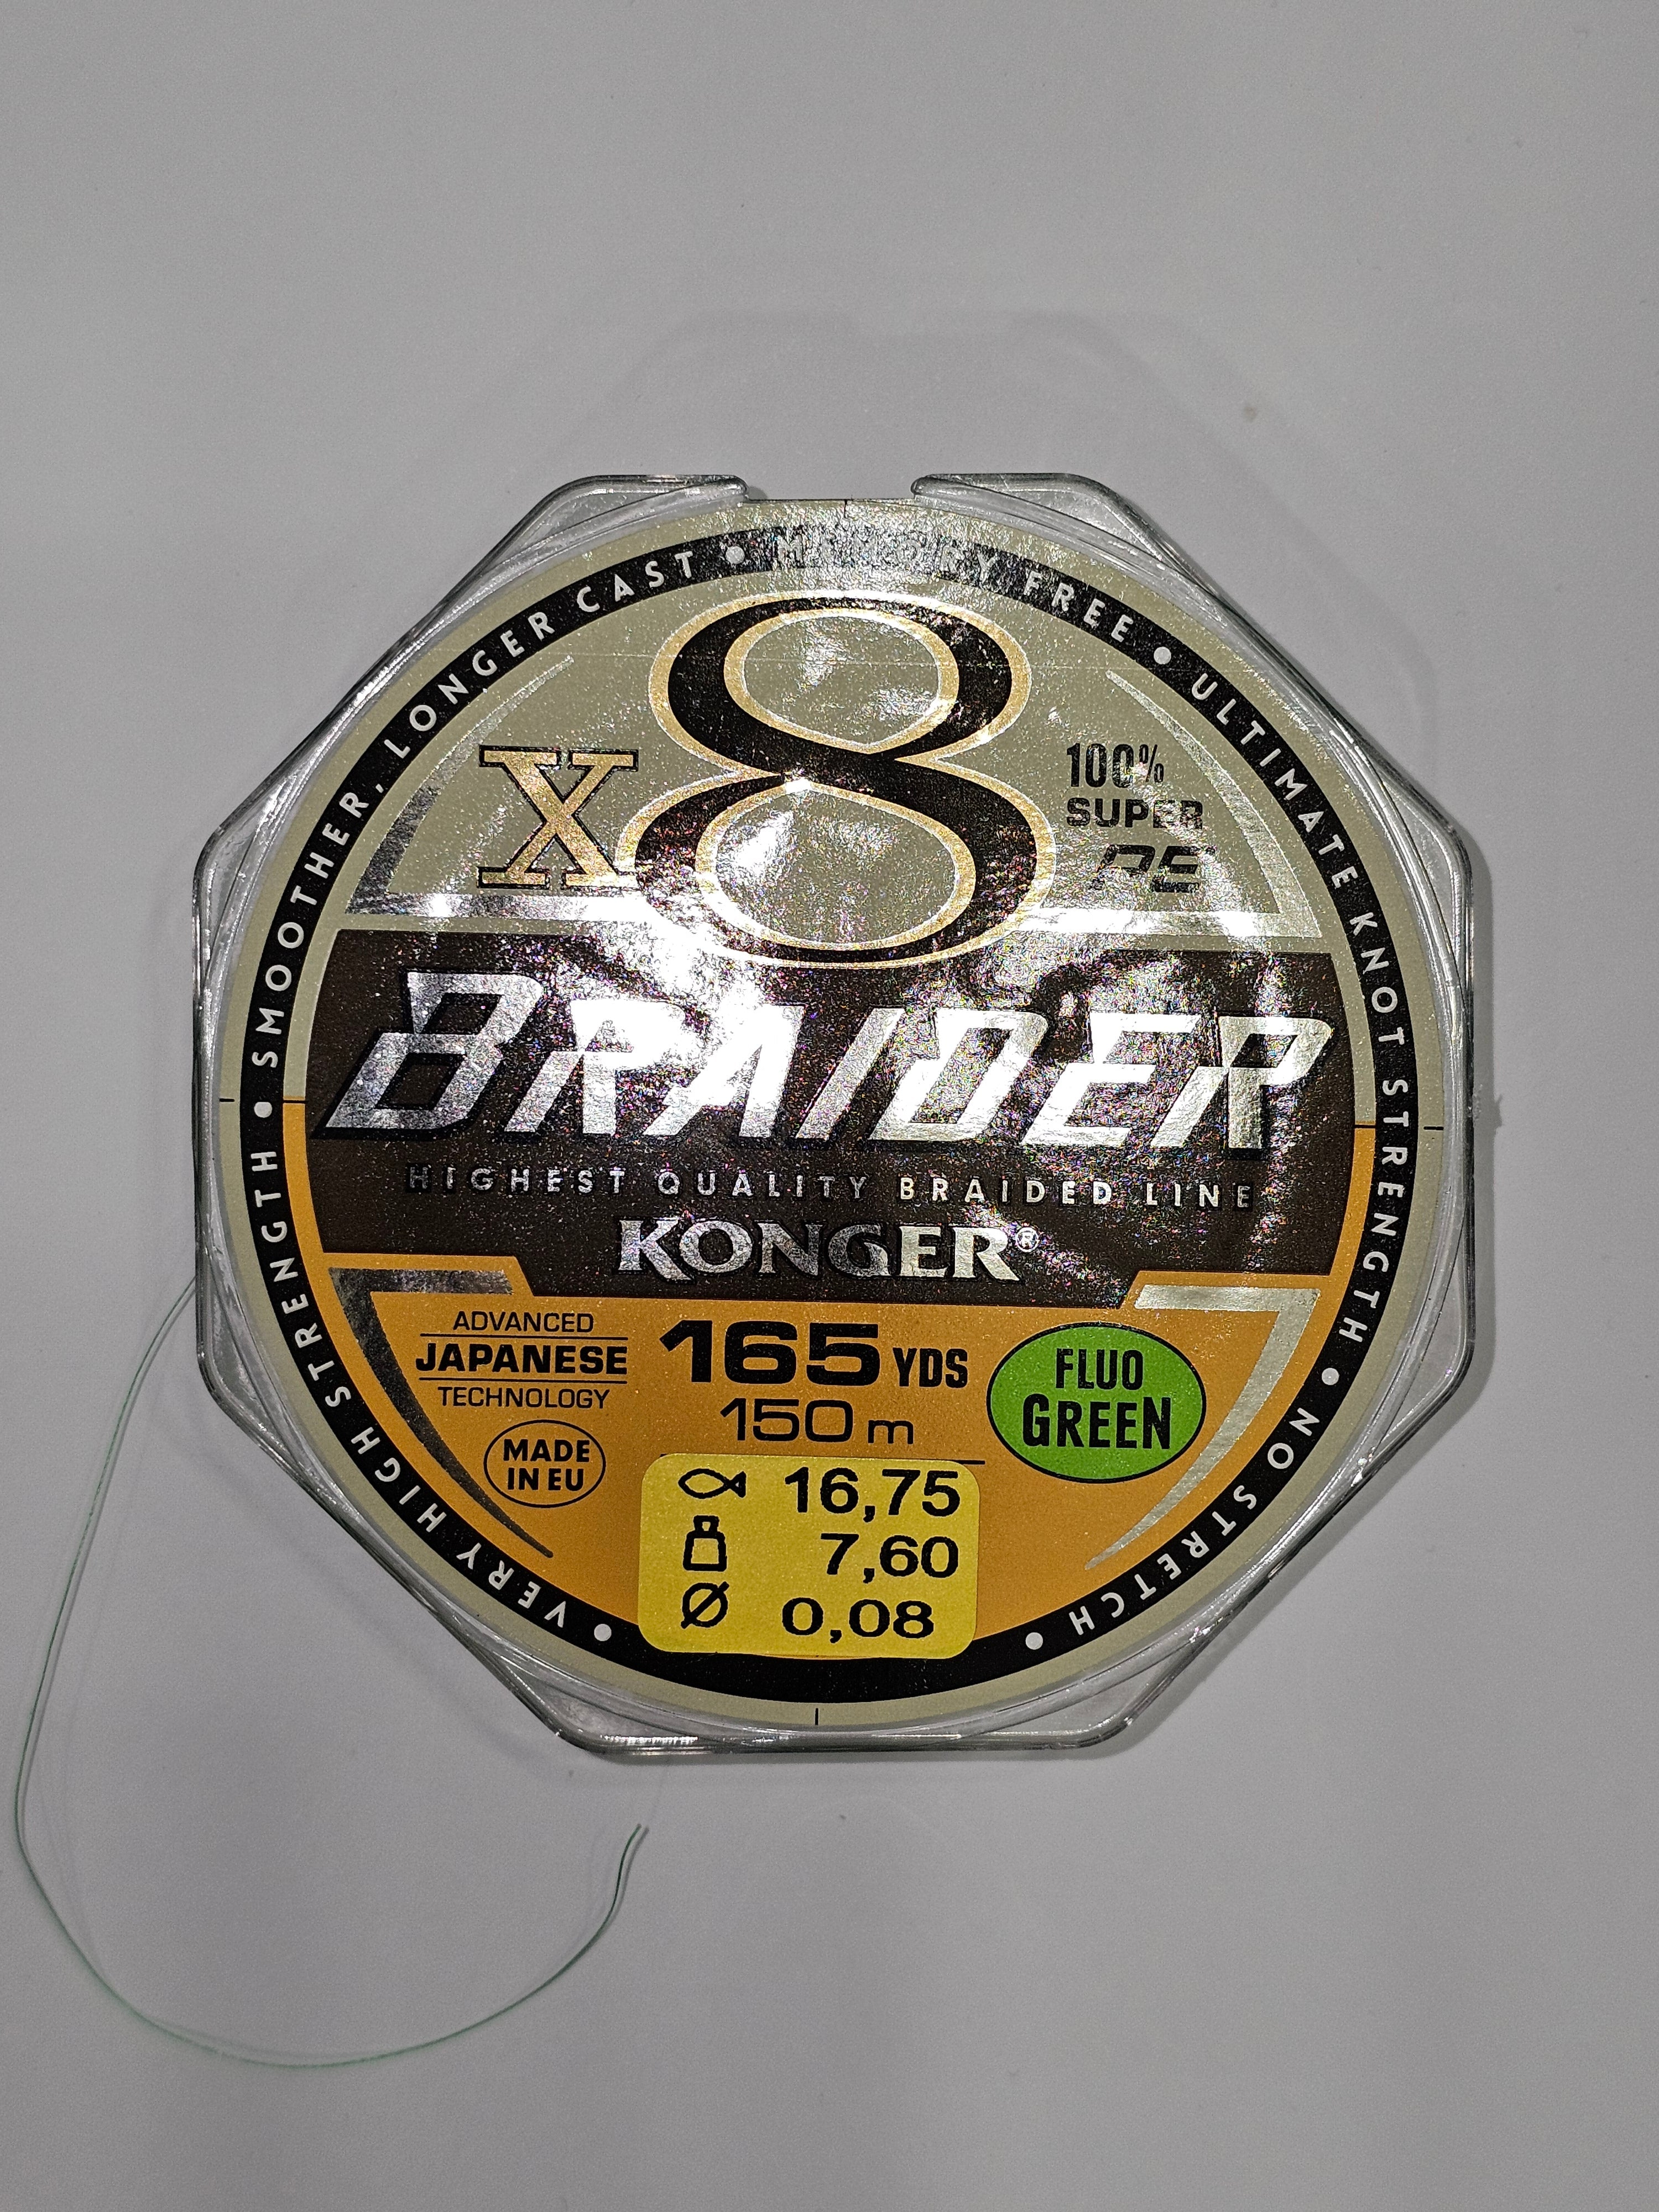 SMOOTHER, LONGER CAST • MEMORY FREE • ULTIMATE KNOT STRENGTH • NO STRETCH • VERY HIGH STRENGTH •
X8
100%
SUPER
PE
BRAIDER
HIGHEST QUALITY BRAIDED LINE
KONGER®
ADVANCED
JAPANESE
TECHNOLOGY
MADE
IN EU
165 YDS
150 m
FLUO
GREEN
16,75
7,60
Ø 0,08